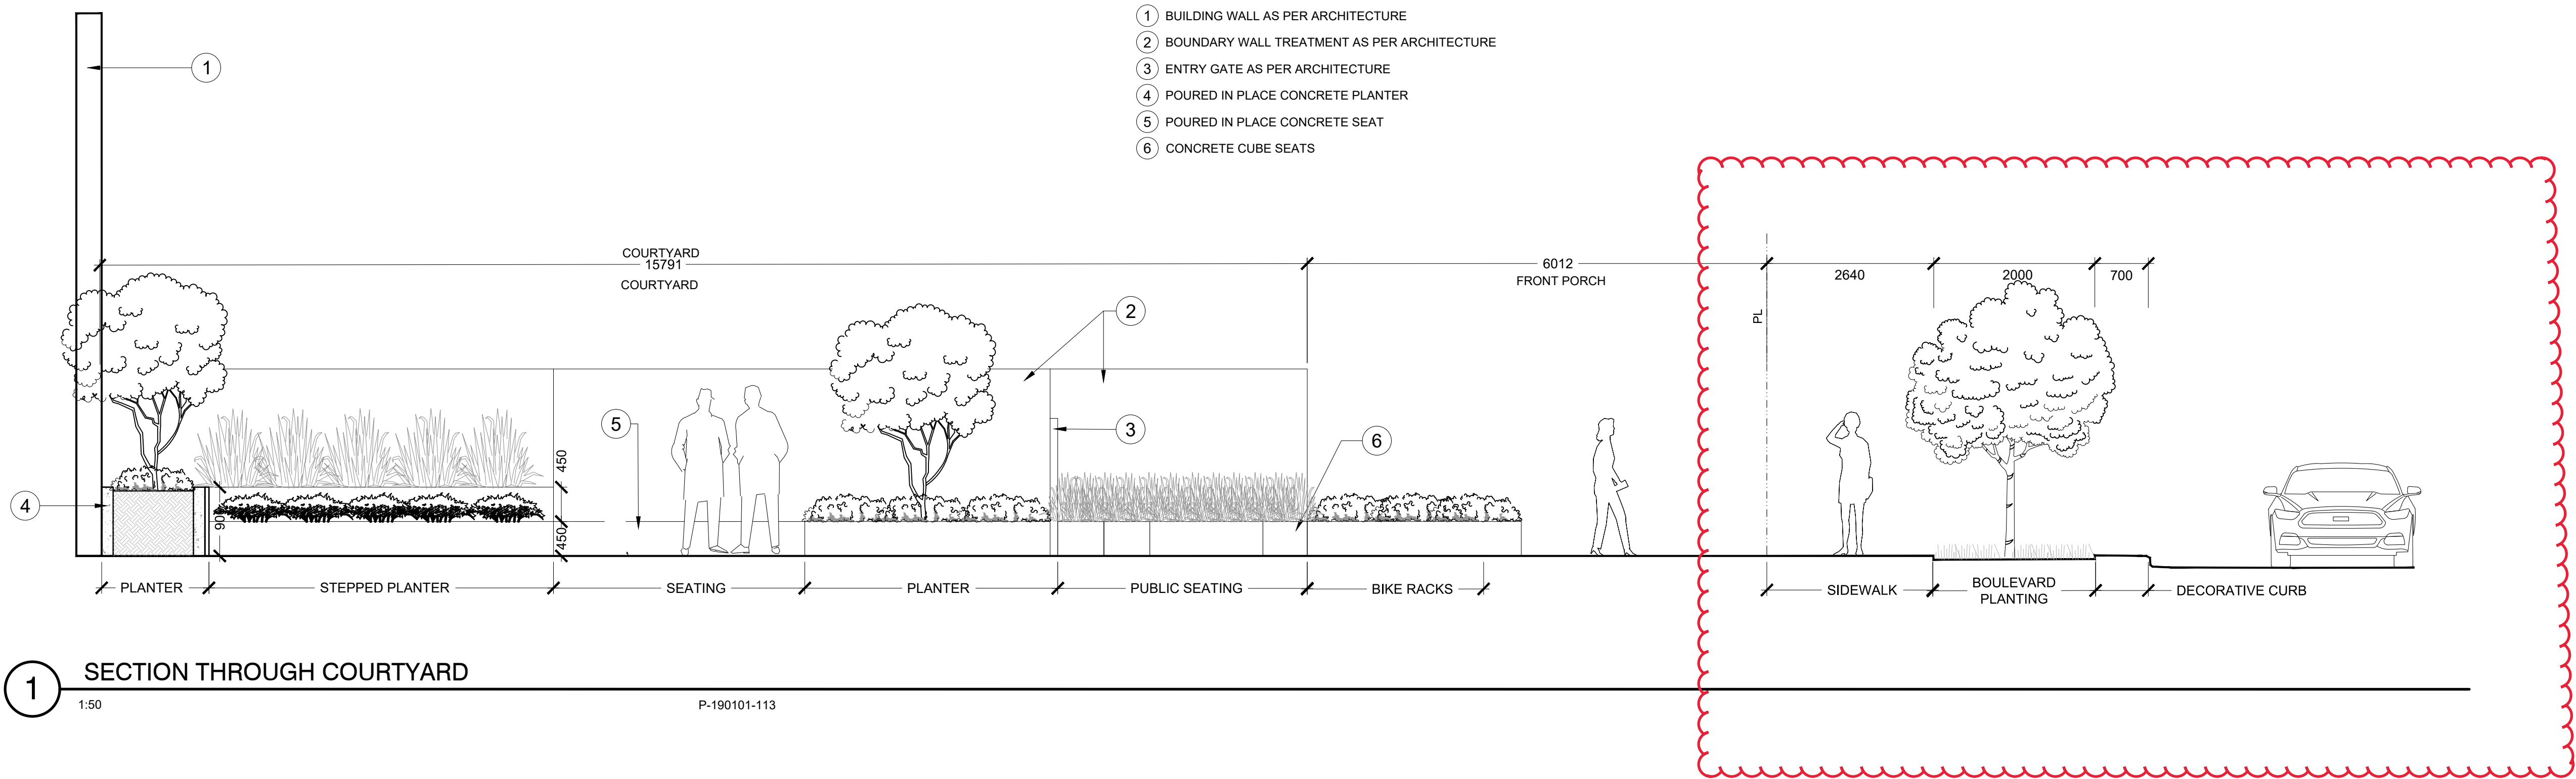 1 BUILDING WALL AS PER ARCHITECTURE
2 BOUNDARY WALL TREATMENT AS PER ARCHITECTURE
3 ENTRY GATE AS PER ARCHITECTURE
4 POURED IN PLACE CONCRETE PLANTER
5 POURED IN PLACE CONCRETE SEAT
6 CONCRETE CUBE SEATS
1
COURTYARD
15791
COURTYARD
6012
FRONT PORCH
2640
2000
700
PL
2
3
5
6
4
450
450
PLANTER
STEPPED PLANTER
SEATING
PLANTER
PUBLIC SEATING
BIKE RACKS
SIDEWALK
BOULEVARD
PLANTING
DECORATIVE CURB
1
SECTION THROUGH COURTYARD
1:50
P-190101-113